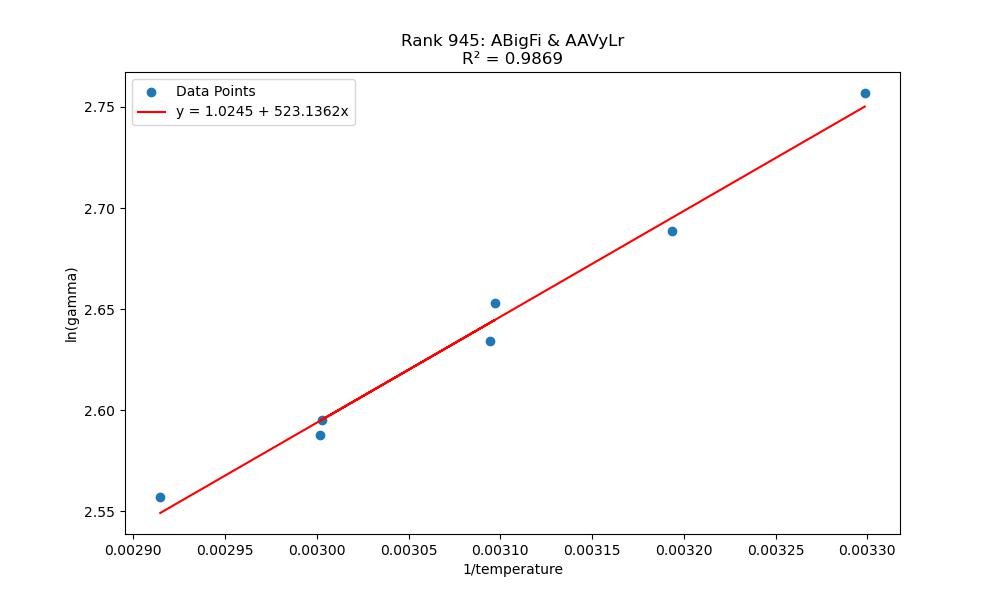 Rank 945: ABigFi & AAVyLr
R² = 0.9869
Data Points
y = 1.0245 + 523.1362x
2.75
2.70
2.65
2.60
2.55
ln(gamma)
0.00290 0.00295 0.00300 0.00305 0.00310 0.00315 0.00320 0.00325 0.00330
1/temperature